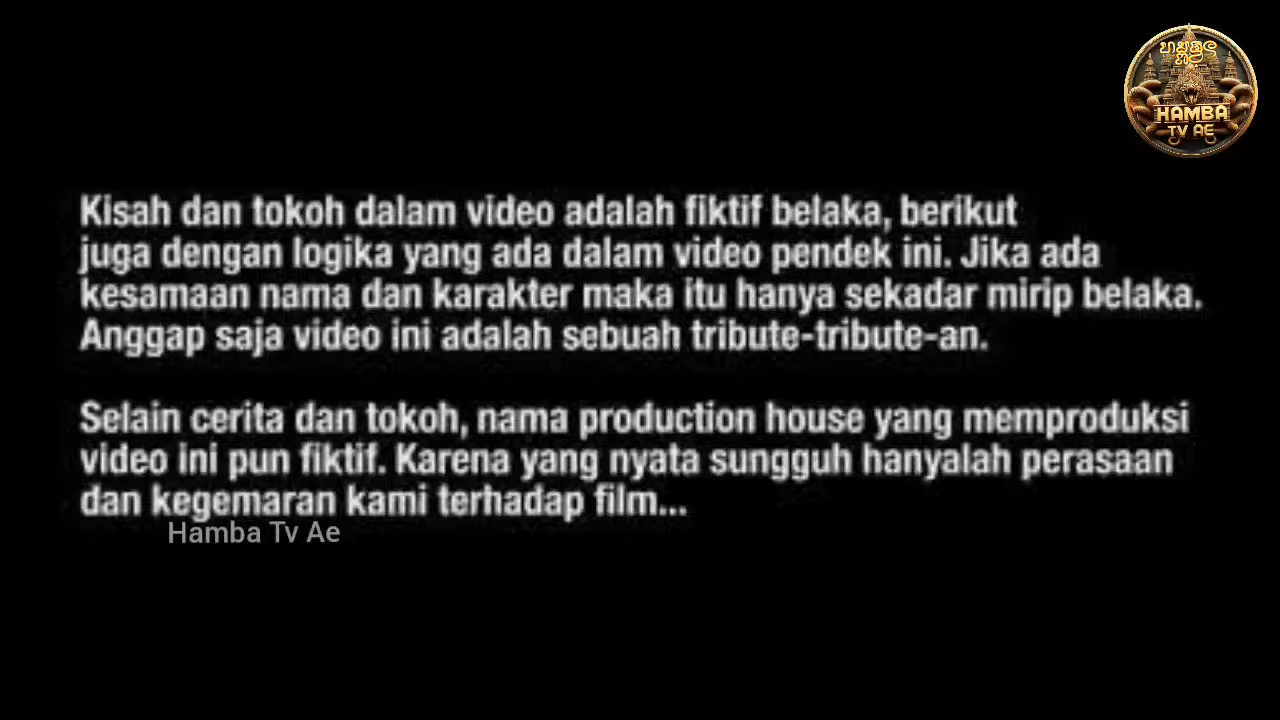 HAMBA
TV AE
Kisah dan tokoh dalam video adalah fiktif belaka, berikut
juga dengan logika yang ada dalam video pendek ini. Jika ada
kesamaan nama dan karakter maka itu hanya sekadar mirip belaka.
Anggap saja video ini adalah sebuah tribute-tribute-an.
Selain cerita dan tokoh, nama production house yang memproduksi
video ini pun fiktif. Karena yang nyata sungguh hanyalah perasaan
dan kegemaran kami terhadap film...
Hamba Tv Ae